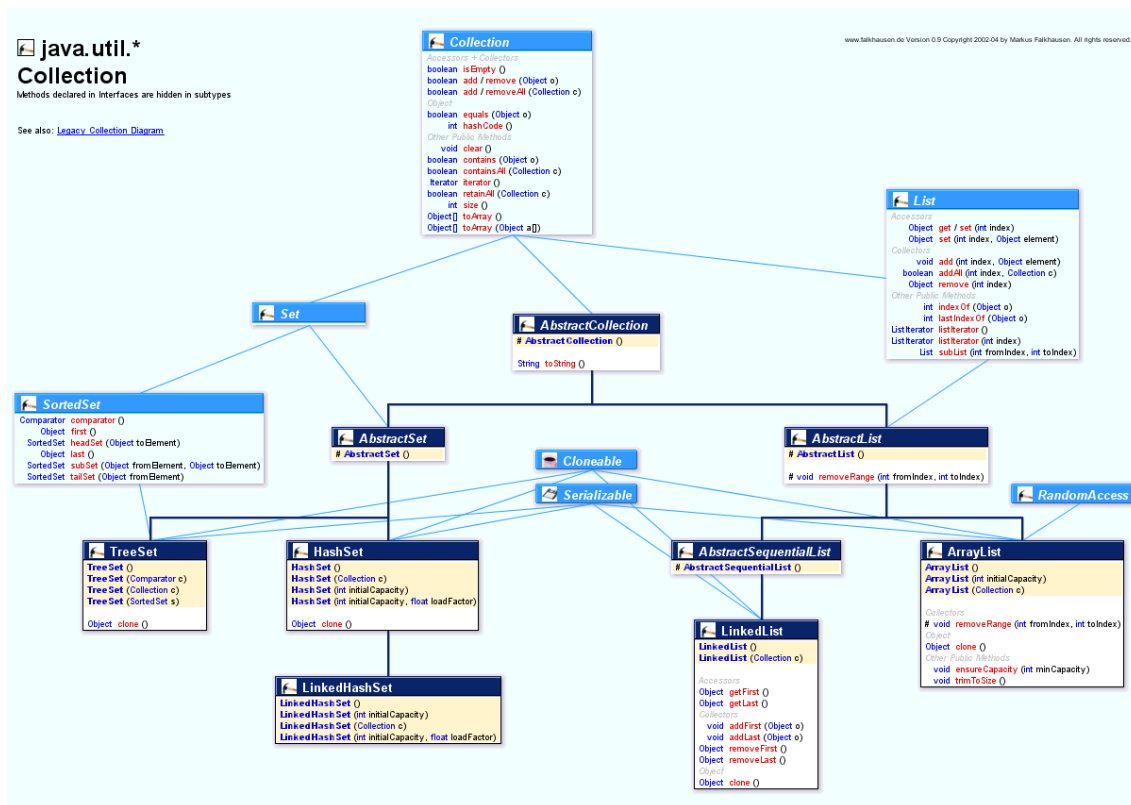 java.util.*
Collection
Methods declared in Interfaces are hidden in subtypes
See also: Legacy Collection Diagram
www.falkhausen.de Version 0.9 Copyright 2002-04 by Markus Falkhausen. All rights reserved.
Collection
Accessors + Collectors
boolean isEmpty ()
boolean add / remove (Object o)
boolean add / removeAll (Collection c)
Object
boolean equals (Object o)
int hashCode ()
Other Public Methods
void clear ()
boolean contains (Object o)
boolean containsAll (Collection c)
Iterator iterator ()
boolean retainAll (Collection c)
int size ()
Object[] toArray ()
Object[] toArray (Object a[])
List
Accessors
Object get / set (int index)
Object set (int index, Object element)
Collectors
void add (int index, Object element)
boolean addAll (int index, Collection c)
Object remove (int index)
Other Public Methods
int indexOf (Object o)
int lastIndexOf (Object o)
ListIterator listIterator ()
ListIterator listIterator (int index)
List subList (int fromIndex, int toIndex)
Set
AbstractCollection
# AbstractCollection ()
String toString ()
SortedSet
Comparator comparator ()
Object first ()
SortedSet headSet (Object toElement)
Object last ()
SortedSet subSet (Object fromElement, Object toElement)
SortedSet tailSet (Object fromElement)
AbstractSet
# AbstractSet ()
AbstractList
# AbstractList ()
# void removeRange (int fromIndex, int toIndex)
Cloneable
Serializable
RandomAccess
TreeSet
TreeSet ()
TreeSet (Comparator c)
TreeSet (Collection c)
TreeSet (SortedSet s)
Object clone ()
HashSet
HashSet ()
HashSet (Collection c)
HashSet (int initialCapacity)
HashSet (int initialCapacity, float loadFactor)
Object clone ()
AbstractSequentialList
# AbstractSequentialList ()
ArrayList
ArrayList ()
ArrayList (int initialCapacity)
ArrayList (Collection c)
Collectors
# void removeRange (int fromIndex, int toIndex)
Object
Object clone ()
Other Public Methods
void ensureCapacity (int minCapacity)
void trimToSize ()
LinkedHashSet
LinkedHashSet ()
LinkedHashSet (int initialCapacity)
LinkedHashSet (Collection c)
LinkedHashSet (int initialCapacity, float loadFactor)
LinkedList
LinkedList ()
LinkedList (Collection c)
Accessors
Object getFirst ()
Object getLast ()
Collectors
void addFirst (Object o)
void addLast (Object o)
Object removeFirst ()
Object removeLast ()
Object
Object clone ()